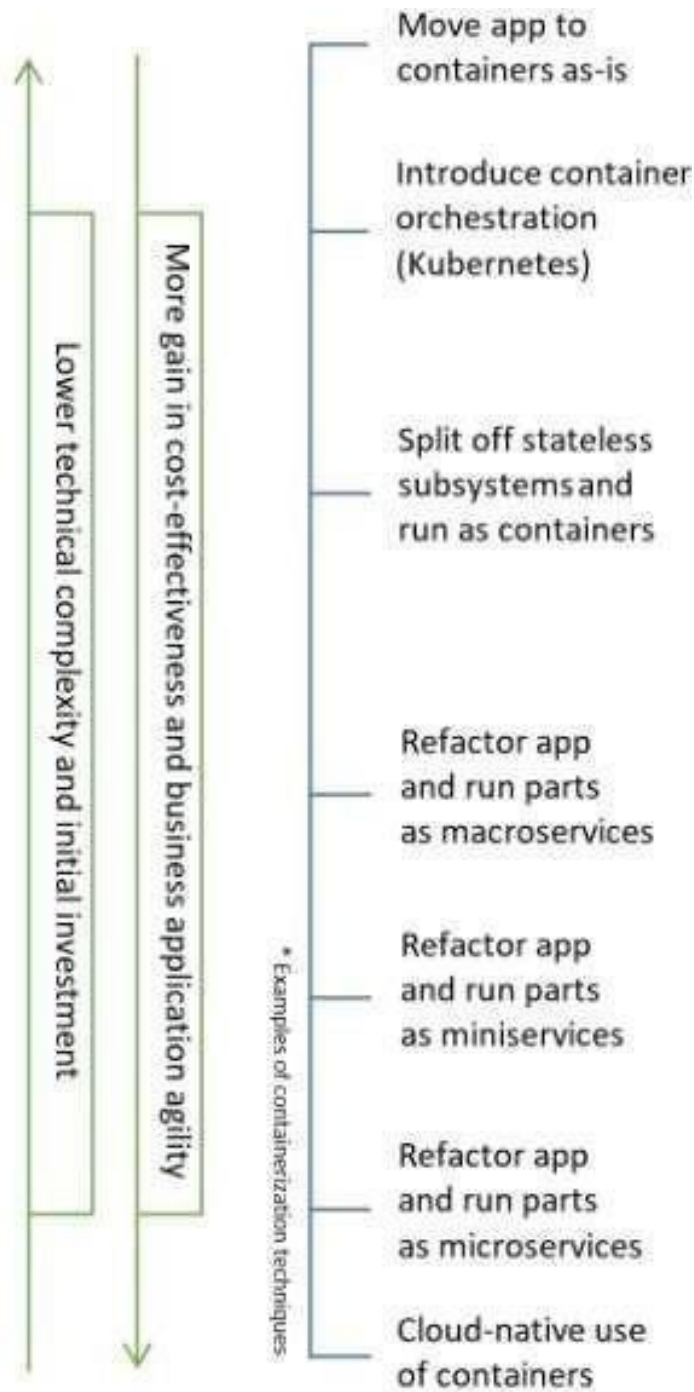 Move app to
containers as-is
Introduce container
orchestration
(Kubernetes)
Split off stateless
subsystems and
run as containers
Refactor app
and run parts
as macroservices
Refactor app
and run parts
as miniservices
Refactor app
and run parts
as microservices
Cloud-native use
of containers
More gain in cost-effectiveness and business application agility
Lower technical complexity and initial investment
* Examples of containerization techniques.